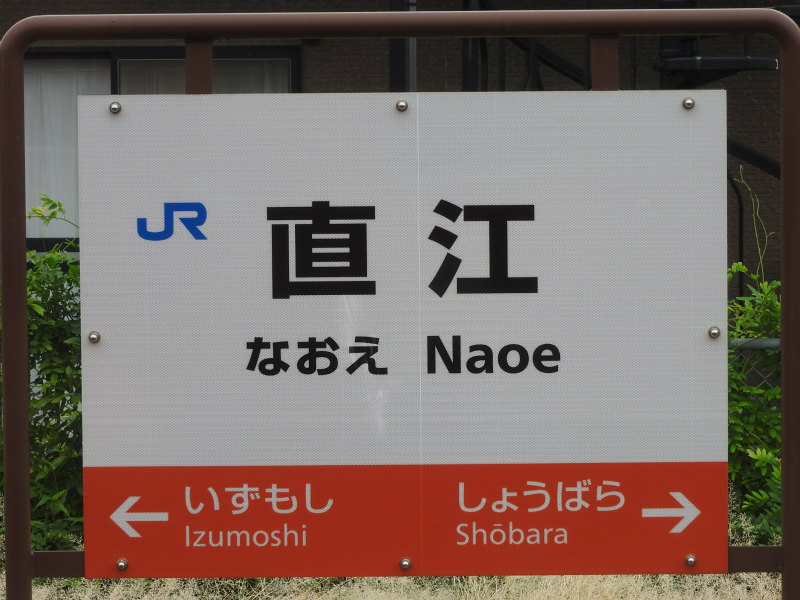 JR 直江
なおえ Naoe
← いずもし しょうばら →
Izumoshi Shōbara